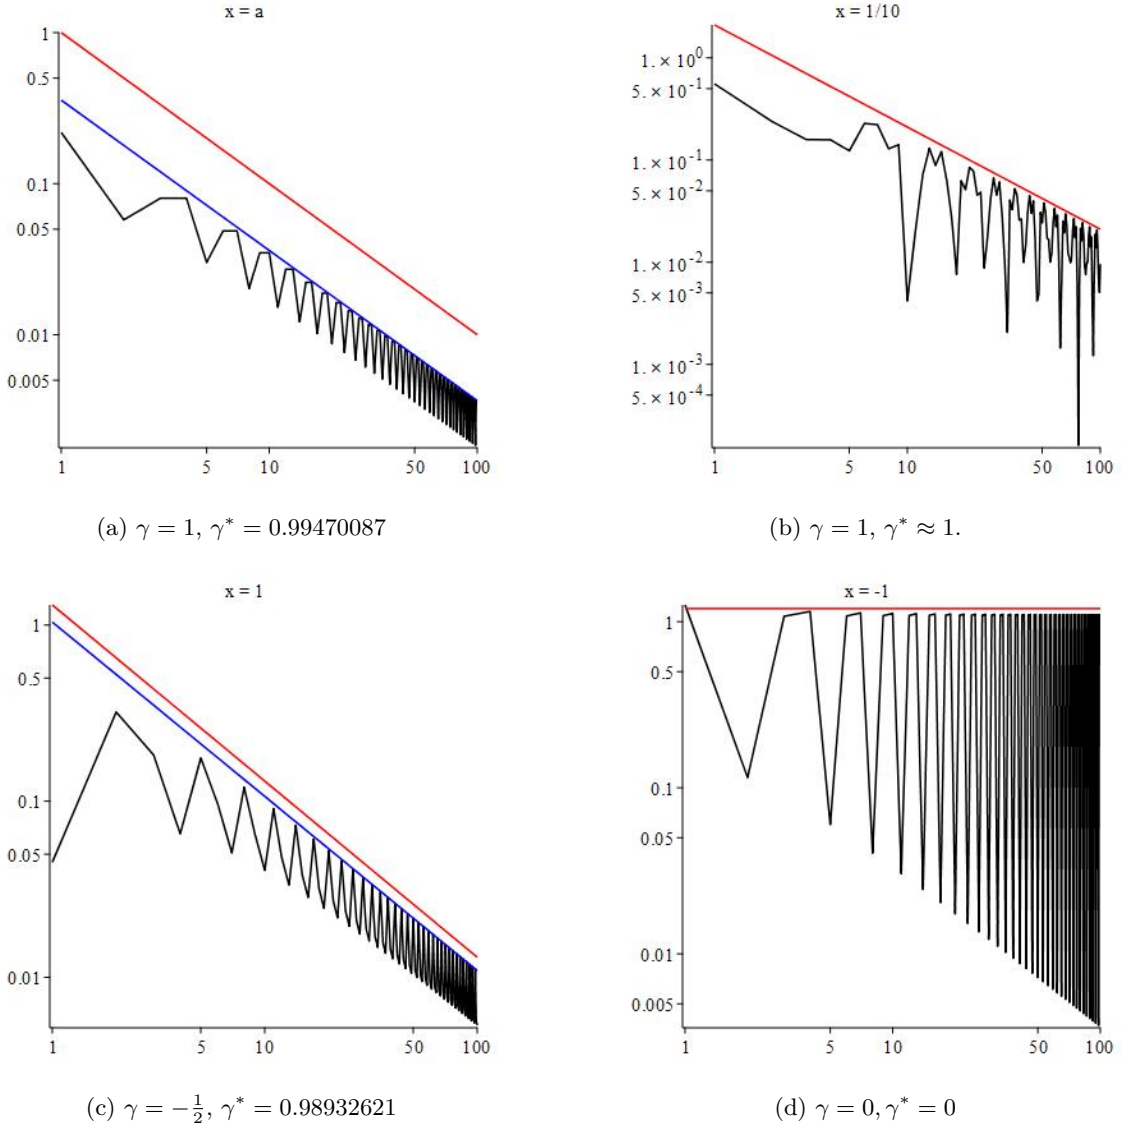 x = a
1
0.5
0.1
0.05
0.01
0.005
1 5 10 50 100
(a) γ = 1, γ* = 0.99470087
x = 1/10
1. × 10^0
5. × 10^-1
1. × 10^-1
5. × 10^-2
1. × 10^-2
5. × 10^-3
1. × 10^-3
5. × 10^-4
1 5 10 50 100
(b) γ = 1, γ* ≈ 1.
x = 1
1
0.5
0.1
0.05
0.01
1 5 10 50 100
(c) γ = −1/2, γ* = 0.98932621
x = -1
1
0.5
0.1
0.05
0.01
0.005
1 5 10 50 100
(d) γ = 0, γ* = 0